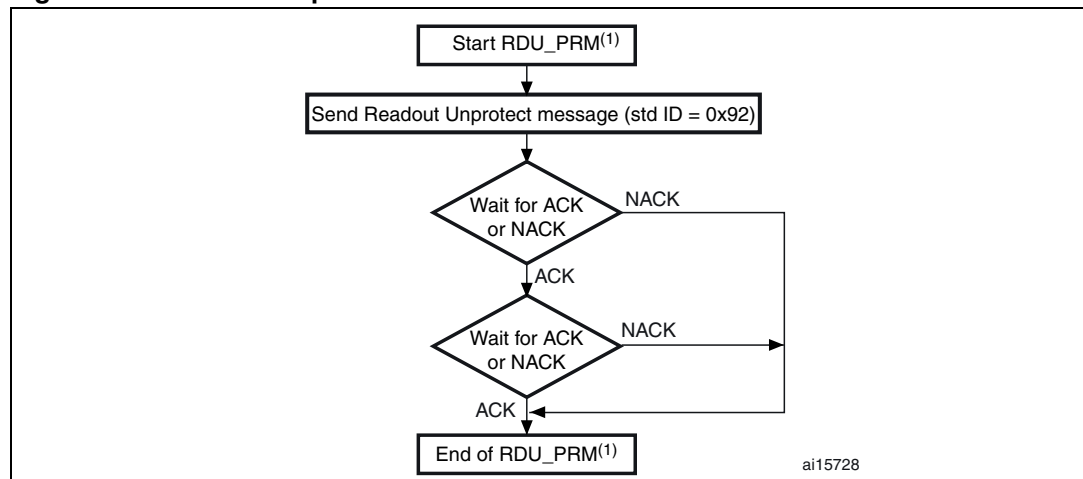 Start RDU_PRM(1)
Send Readout Unprotect message (std ID = 0x92)
Wait for ACK
or NACK
NACK
ACK
Wait for ACK
or NACK
NACK
ACK
End of RDU_PRM(1)
ai15728